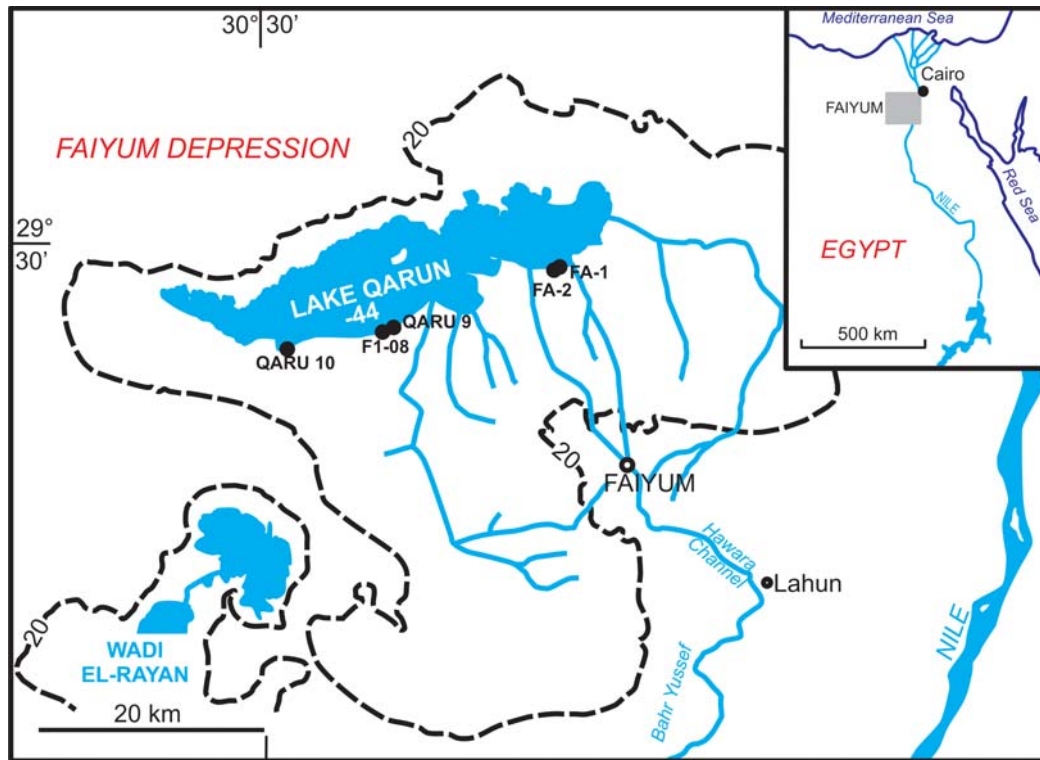 30° 30’
Mediterranean Sea
Cairo
FAIYUM
NILE
Red Sea
EGYPT
500 km
FAIYUM DEPRESSION
20
29°
30’
LAKE QARUN
-44
FA-1
FA-2
QARU 9
F1-08
QARU 10
20
FAIYUM
Hawara
Channel
Lahun
20
WADI
EL-RAYAN
Bahr Yussef
NILE
20 km